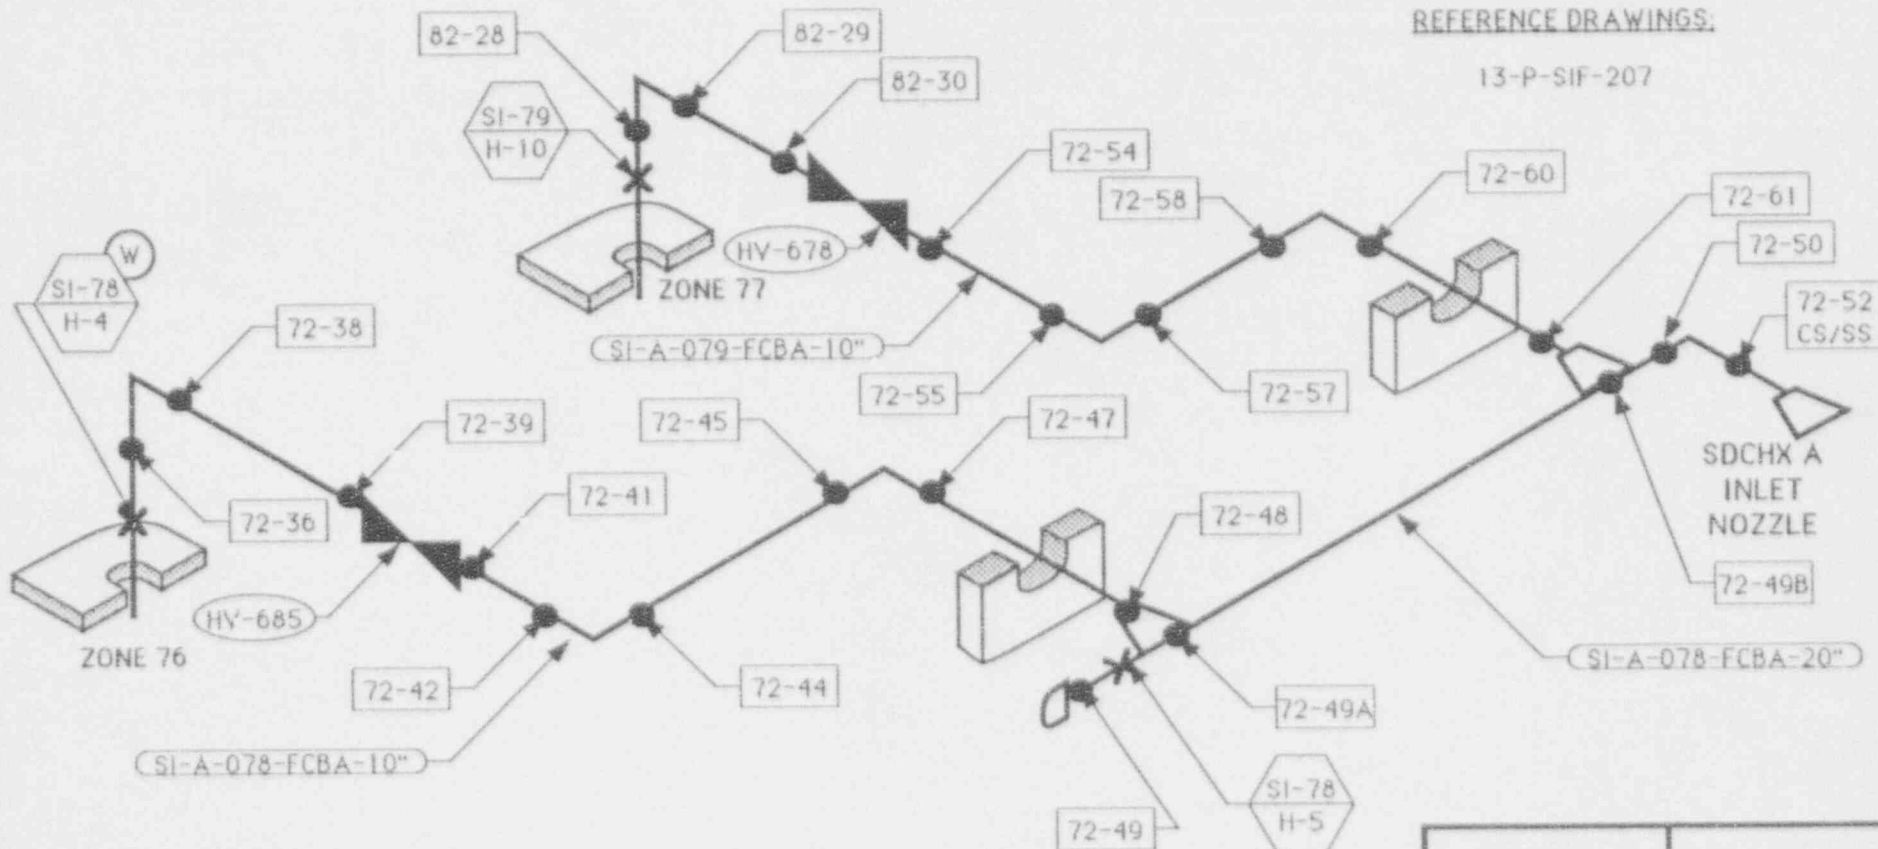 REFERENCE DRAWINGS:
13-P-SIF-207
82-28
82-29
82-30
SI-79
H-10
72-54
72-58
72-60
72-61
72-50
72-52
CS/SS
HV-678
ZONE 77
W
SI-78
H-4
72-38
SI-A-079-FCBA-10"
72-55
72-57
72-39
72-45
72-47
72-41
72-36
72-48
SDCHX A
INLET
NOZZLE
72-49B
HV-685
ZONE 76
72-42
72-44
72-49A
SI-A-078-FCBA-20"
SI-A-078-FCBA-10"
SI-78
H-5
72-49